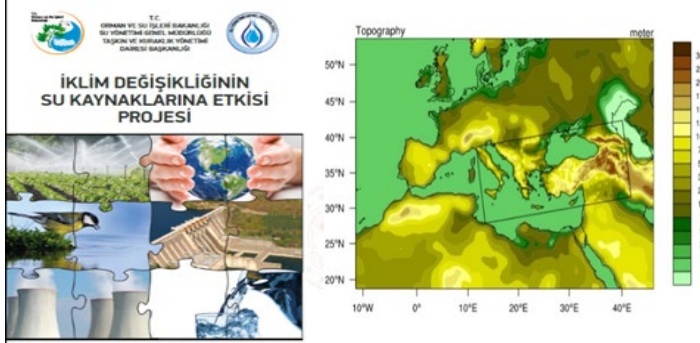 T.C.
ORMAN VE SU İŞLERİ BAKANLIĞI
SU YÖNETİMİ GENEL MÜDÜRLÜĞÜ
TAŞKIN VE KURAKLIK YÖNETİMİ
DAİRESİ BAŞKANLIĞI
İKLİM DEĞİŞİKLİĞİNİN
SU KAYNAKLARINA ETKİSİ
PROJESİ
Topography
meter
50°N
45°N
40°N
35°N
30°N
25°N
20°N
10°W
0°
10°E
20°E
30°E
40°E